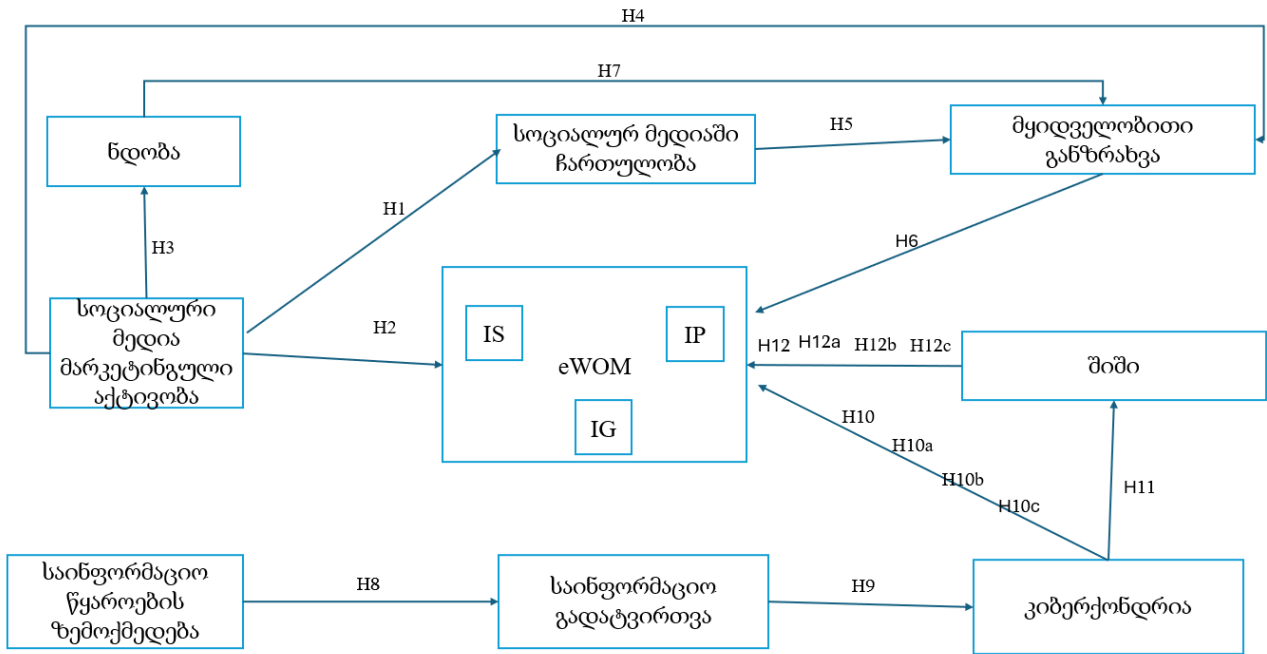 H4
H7
ნდობა
სოციალურ მედიაში
ჩართულობა
H5
მყიდველობითი
განზრახვა
H1
H3
H6
სოციალური
მედია
მარკეტინგული
აქტივობა
H2
IS
IP
eWOM
IG
H12 H12a H12b H12c
შიში
H10
H10a
H10b
H10c
H11
საინფორმაციო
წყაროების
ზემოქმედება
H8
საინფორმაციო
გადატვირთვა
H9
კიბერქონდრია